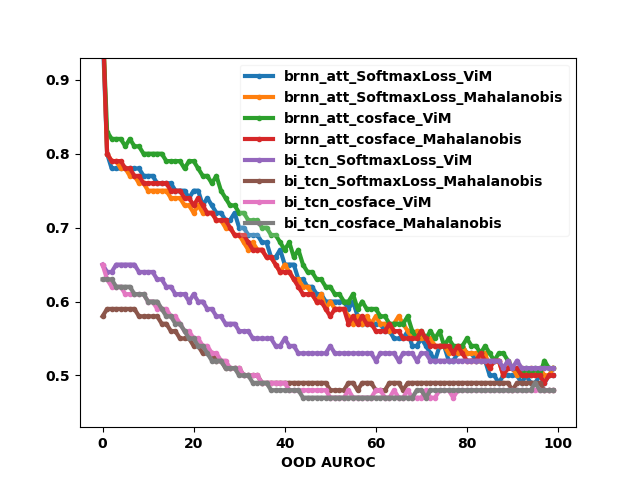 0.9
0.8
0.7
0.6
0.5
brnn_att_SoftmaxLoss_ViM
brnn_att_SoftmaxLoss_Mahalanobis
brnn_att_cosface_ViM
brnn_att_cosface_Mahalanobis
bi_tcn_SoftmaxLoss_ViM
bi_tcn_SoftmaxLoss_Mahalanobis
bi_tcn_cosface_ViM
bi_tcn_cosface_Mahalanobis
0 20 40 60 80 100
OOD AUROC